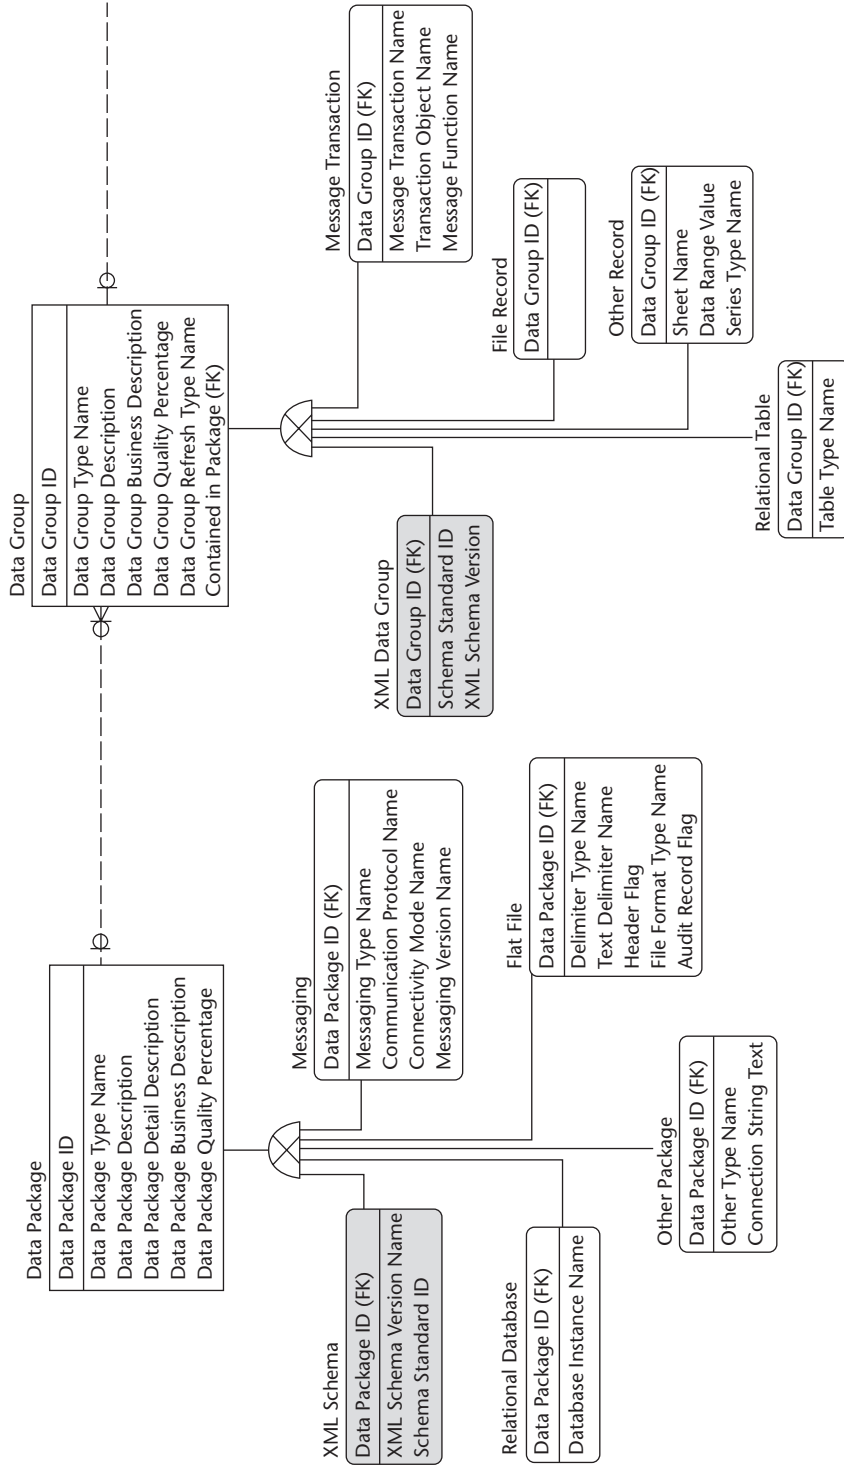 Data Package
Data Package ID
Data Package Type Name
Data Package Description
Data Package Detail Description
Data Package Business Description
Data Package Quality Percentage
XML Schema
Data Package ID (FK)
XML Schema Version Name
Schema Standard ID
Messaging
Data Package ID (FK)
Messaging Type Name
Communication Protocol Name
Connectivity Mode Name
Messaging Version Name
Relational Database
Data Package ID (FK)
Database Instance Name
Flat File
Data Package ID (FK)
Delimiter Type Name
Text Delimiter Name
Header Flag
File Format Type Name
Audit Record Flag
Other Package
Data Package ID (FK)
Other Type Name
Connection String Text
Data Group
Data Group ID
Data Group Type Name
Data Group Description
Data Group Business Description
Data Group Quality Percentage
Data Group Refresh Type Name
Contained in Package (FK)
XML Data Group
Data Group ID (FK)
Schema Standard ID
XML Schema Version
Message Transaction
Data Group ID (FK)
Message Transaction Name
Transaction Object Name
Message Function Name
File Record
Data Group ID (FK)
Other Record
Data Group ID (FK)
Sheet Name
Data Range Value
Series Type Name
Relational Table
Data Group ID (FK)
Table Type Name